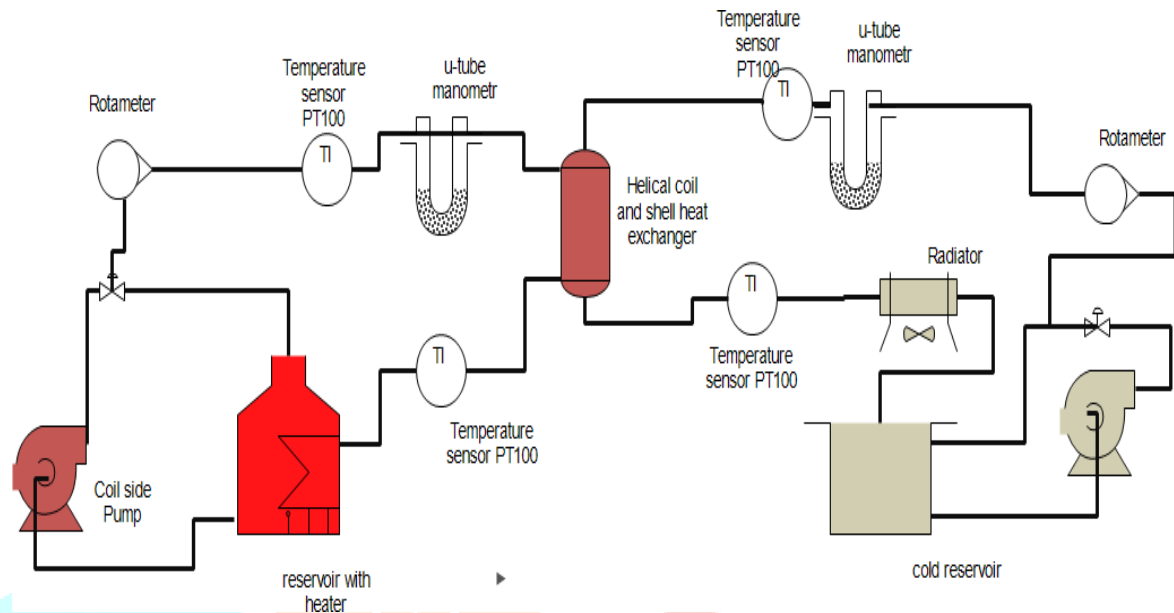 Temperature
sensor
PT100
u-tube
manometr
Rotameter
TI
Temperature
sensor
PT100
u-tube
manometr
TI
Rotameter
Helical coil
and shell heat
exchanger
Radiator
TI
Temperature
sensor PT100
TI
Temperature
sensor PT100
Coil side
Pump
reservoir with
heater
cold reservoir